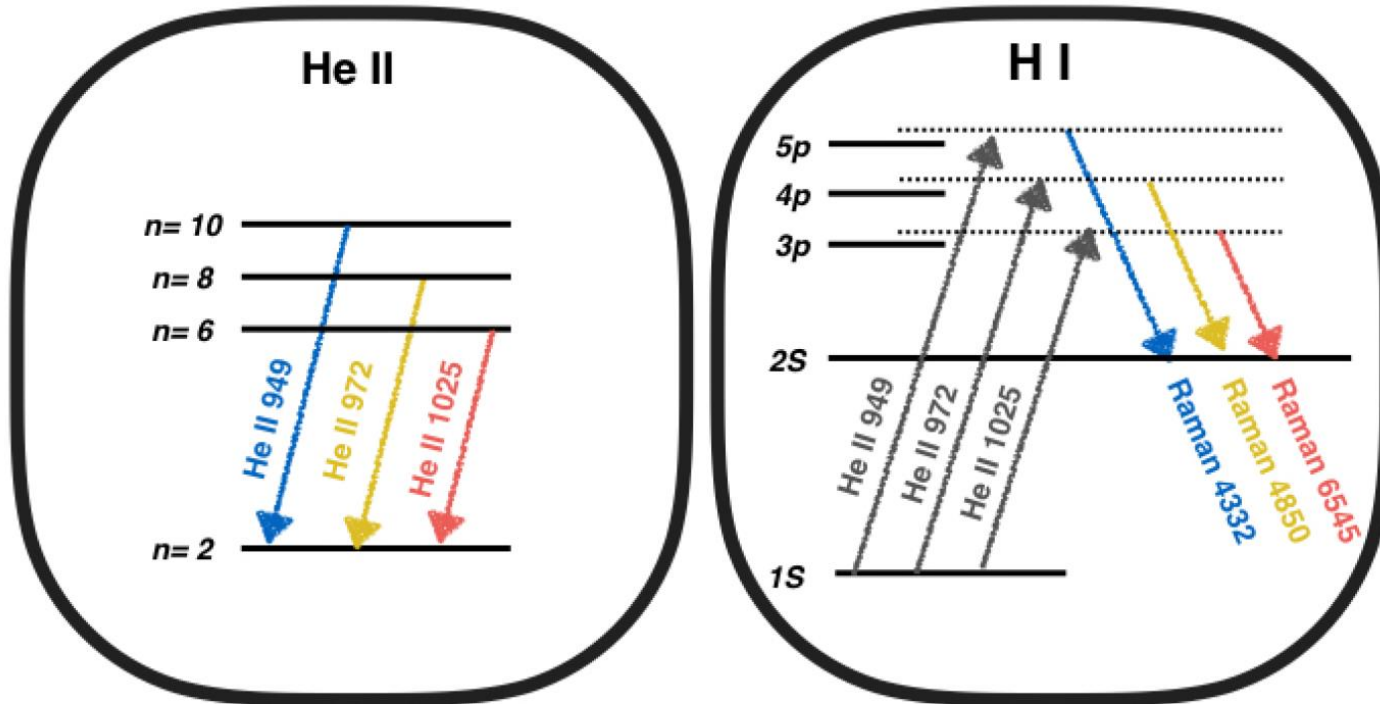 He II
n= 10
n= 8
n= 6
He II 949
He II 972
He II 1025
n= 2
H I
5p
4p
3p
2S
He II 949
He II 972
He II 1025
Raman 4332
Raman 4850
Raman 6545
1S